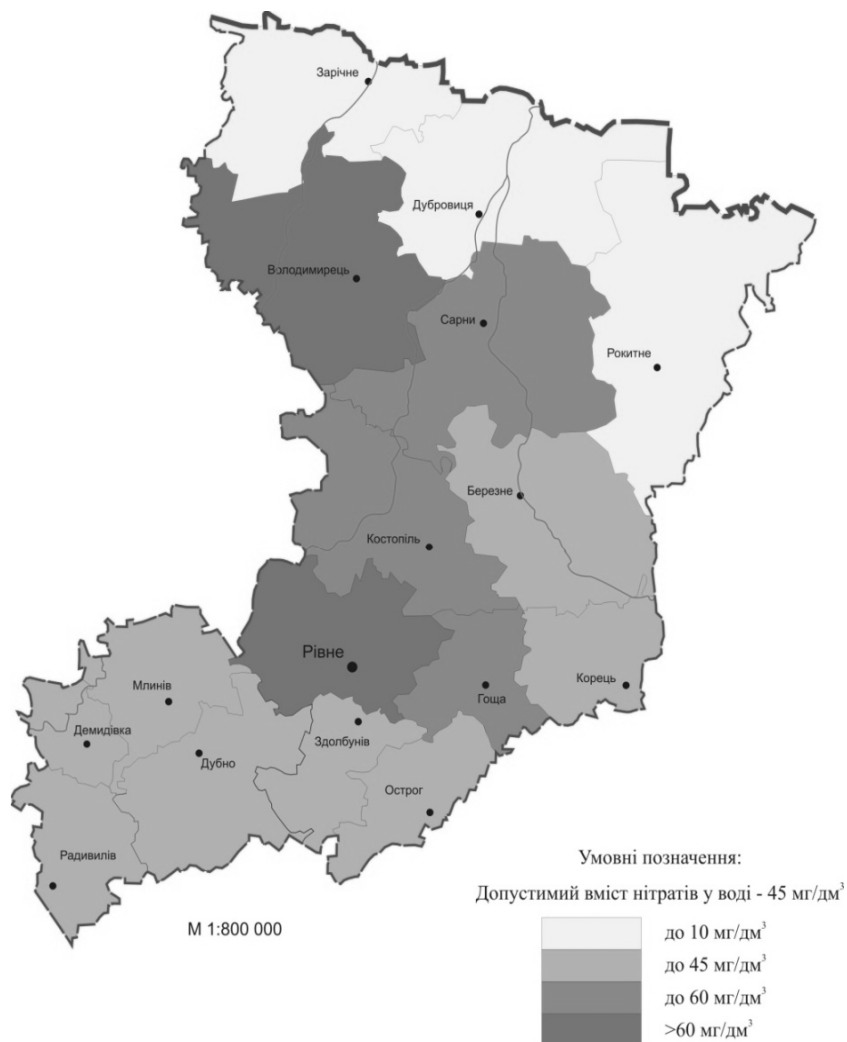 Зарічне
Дубровиця
Володимирець
Сарни
Рокитне
Березне
Костопіль
Рівне
Млинів
Гоща
Корець
Демидівка
Здолбунів
Дубно
Острог
Радивилів
М 1:800 000
Умовні позначення:
Допустимий вміст нітратів у воді - 45 мг/дм³
до 10 мг/дм³
до 45 мг/дм³
до 60 мг/дм³
>60 мг/дм³